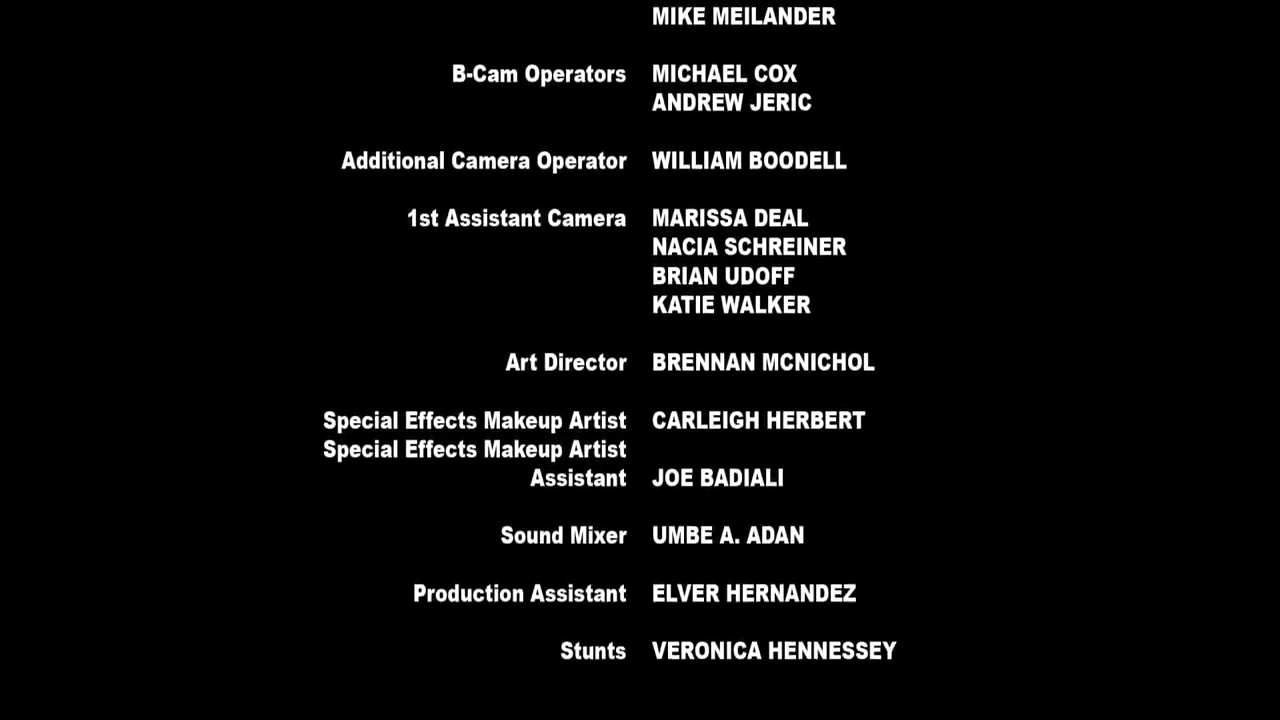 MIKE MEILANDER
B-Cam Operators MICHAEL COX
ANDREW JERIC
Additional Camera Operator WILLIAM BOODELL
1st Assistant Camera MARISSA DEAL
NACIA SCHREINER
BRIAN UDOFF
KATIE WALKER
Art Director BRENNAN MCNICHOL
Special Effects Makeup Artist CARLEIGH HERBERT
Special Effects Makeup Artist
Assistant JOE BADIALI
Sound Mixer UMBE A. ADAN
Production Assistant ELVER HERNANDEZ
Stunts VERONICA HENNESSEY